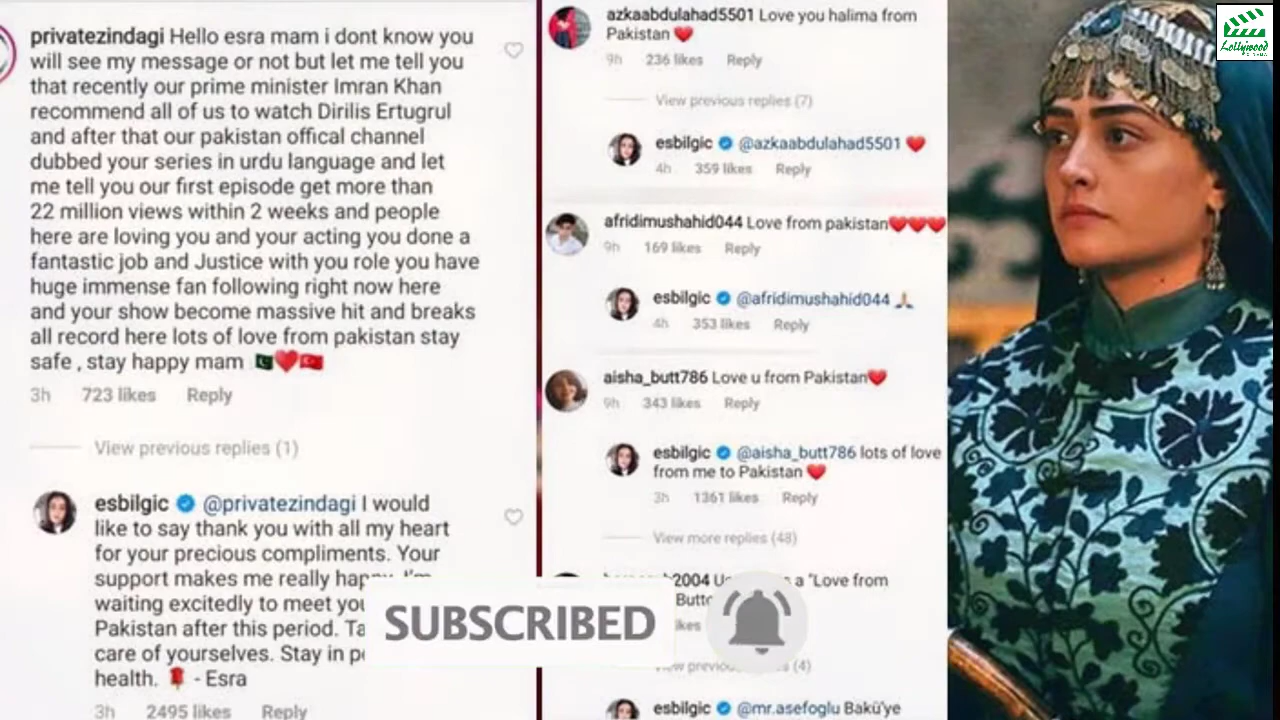 privatezindagi Hello esra mam i dont know you
will see my message or not but let me tell you
that recently our prime minister Imran Khan
recommend all of us to watch Dirilis Ertugrul
and after that our pakistan offical channel
dubbed your series in urdu language and let
me tell you our first episode get more than
22 million views within 2 weeks and people
here are loving you and your acting you done a
fantastic job and Justice with you role you have
huge immense fan following right now here
and your show become massive hit and breaks
all record here lots of love from pakistan stay
safe , stay happy mam 🇵🇰❤️🇹🇷
3h 723 likes Reply
View previous replies (1)
esbilgic @privatezindagi I would
like to say thank you with all my heart
for your precious compliments. Your
support makes me really
waiting excitedly to meet
Pakistan after this period.
care of yourselves. Stay in
health. 🌹 - Esra
3h 2495 likes Reply
azkaabdulahad5501 Love you halima from
Pakistan ❤️
9h 236 likes Reply
View previous replies (7)
esbilgic @azkaabdulahad5501 ❤️
4h 359 likes Reply
afridimushahid044 Love from pakistan❤️❤️❤️
9h 169 likes Reply
esbilgic @afridimushahid044 🙏🏼
4h 353 likes Reply
aisha_butt786 Love u from Pakistan❤️
9h 343 likes Reply
esbilgic @aisha_butt786 lots of love
from me to Pakistan ❤️
3h 1361 likes Reply
View more replies (48)
a "Love from
(4)
esbilgic @mr.asefoglu Bakü'ye
SUBSCRIBED
Lollywood